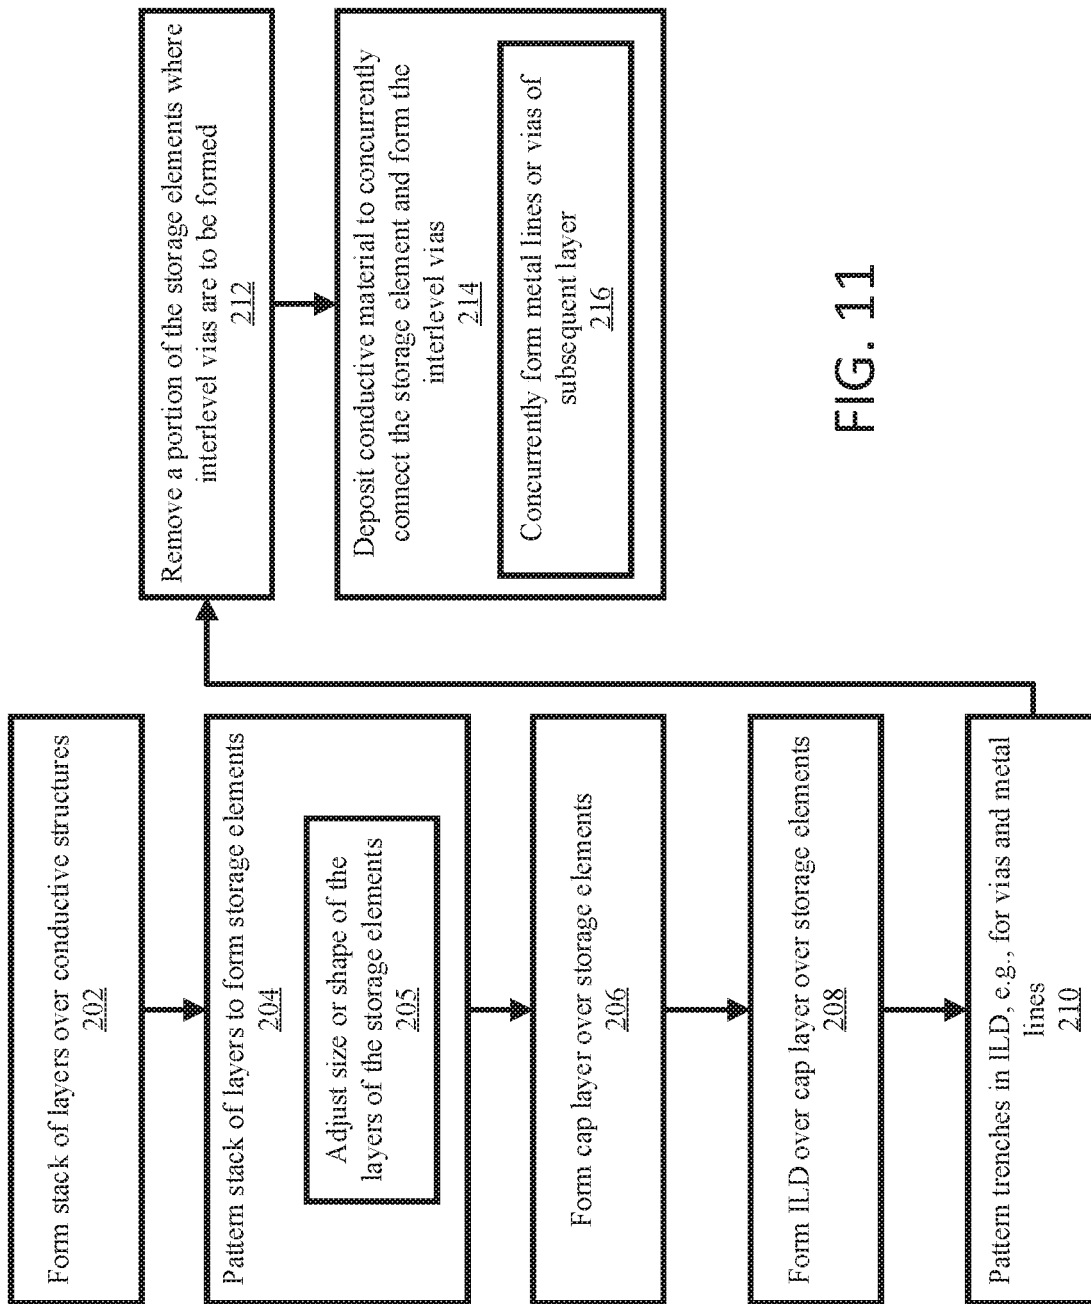 Form stack of layers over conductive structures
202
Pattern stack of layers to form storage elements
204
Adjust size or shape of the
layers of the storage elements
205
Form cap layer over storage elements
206
Form ILD over cap layer over storage elements
208
Pattern trenches in ILD, e.g., for vias and metal
lines
210
Remove a portion of the storage elements where
interlevel vias are to be formed
212
Deposit conductive material to concurrently
connect the storage element and form the
interlevel vias
214
Concurrently form metal lines or vias of
subsequent layer
216
FIG. 11